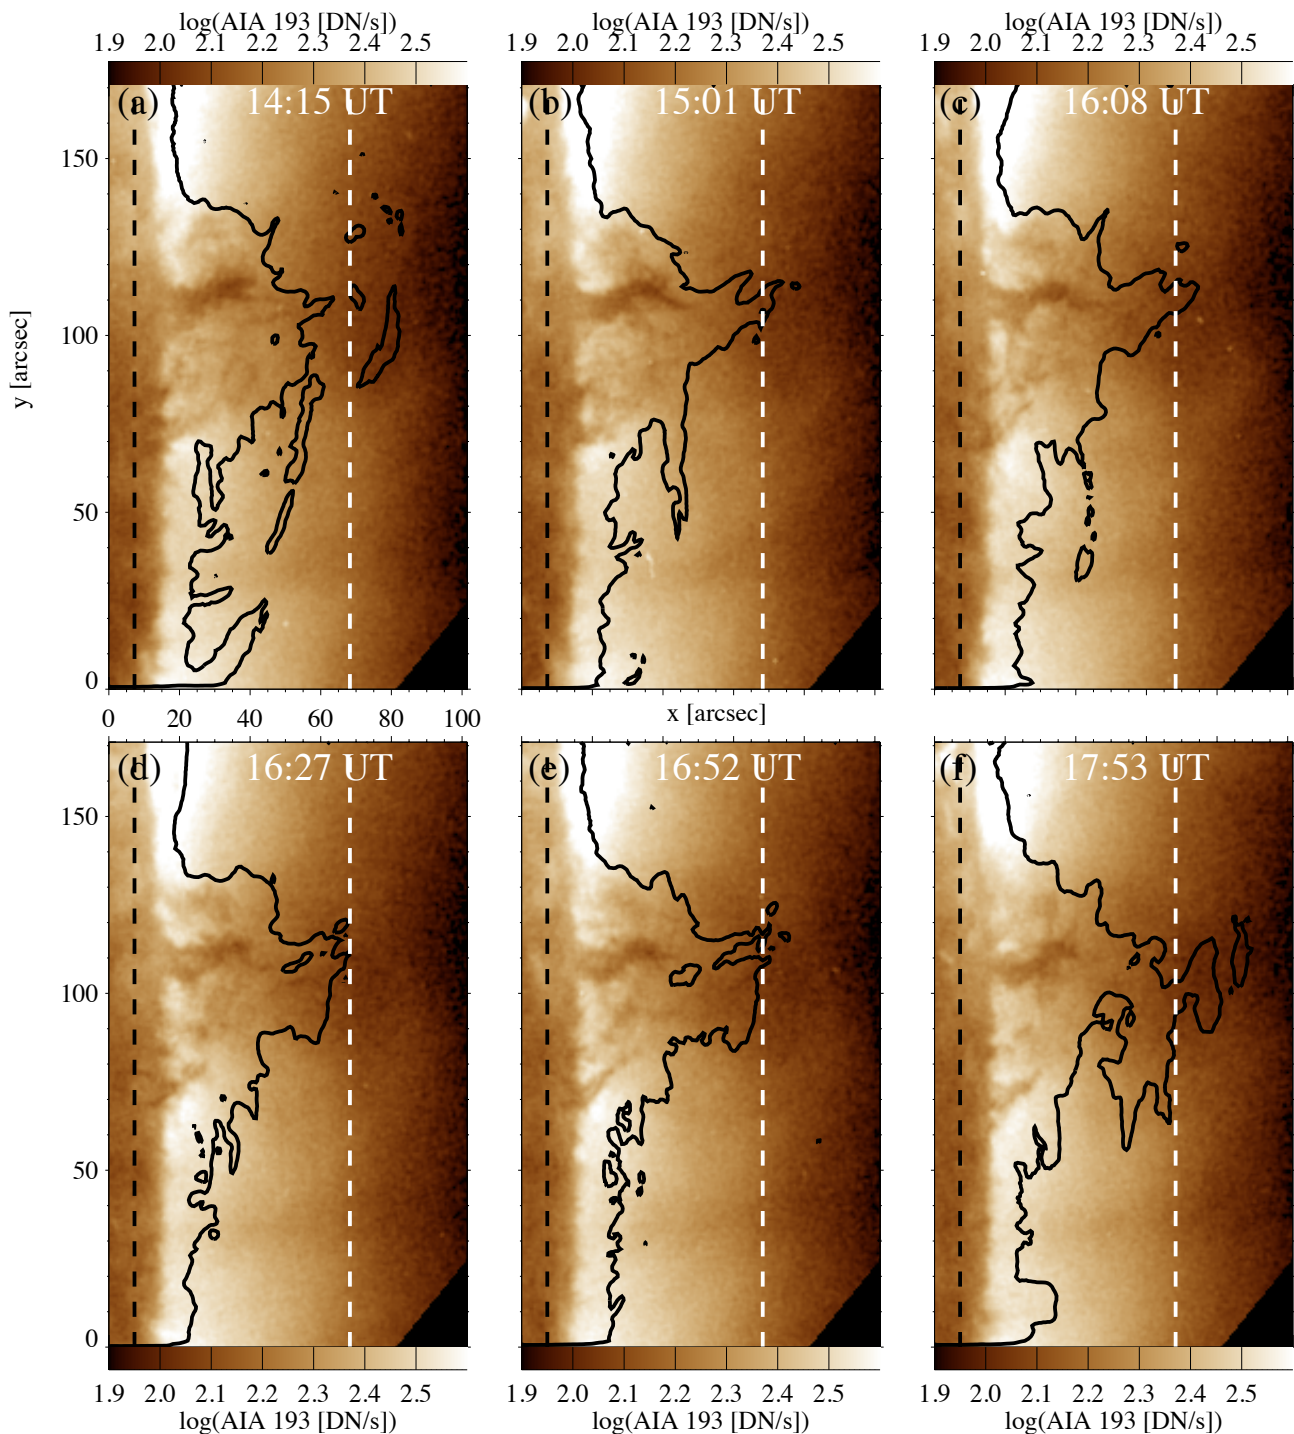 log(AIA 193 [DN/s]) log(AIA 193 [DN/s]) log(AIA 193 [DN/s])
1.9 2.0 2.1 2.2 2.3 2.4 2.5 1.9 2.0 2.1 2.2 2.3 2.4 2.5 1.9 2.0 2.1 2.2 2.3 2.4 2.5
(a) 14:15 UT (b) 15:01 UT (c) 16:08 UT
150
100
y [arcsec]
50
0
0 20 40 60 80 100 x [arcsec]
(d) 16:27 UT (e) 16:52 UT (f) 17:53 UT
150
100
50
0
1.9 2.0 2.1 2.2 2.3 2.4 2.5 1.9 2.0 2.1 2.2 2.3 2.4 2.5 1.9 2.0 2.1 2.2 2.3 2.4 2.5
log(AIA 193 [DN/s]) log(AIA 193 [DN/s]) log(AIA 193 [DN/s])